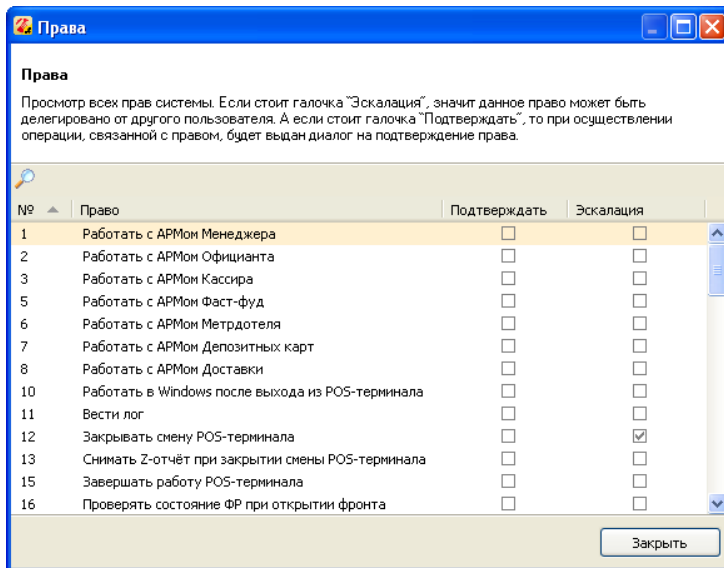 Права
Права
Просмотр всех прав системы. Если стоит галочка "Эскалация", значит данное право может быть
делегировано от другого пользователя. А если стоит галочка "Подтверждать", то при осуществлении
операции, связанной с правом, будет выдан диалог на подтверждение права.
№ Право Подтверждать Эскалация
1 Работать с АРМом Менеджера
2 Работать с АРМом Официанта
3 Работать с АРМом Кассира
5 Работать с АРМом Фаст-фуд
6 Работать с АРМом Метрдотеля
7 Работать с АРМом Депозитных карт
8 Работать с АРМом Доставки
10 Работать в Windows после выхода из POS-терминала
11 Вести лог
12 Закрывать смену POS-терминала
13 Снимать Z-отчёт при закрытии смены POS-терминала
15 Завершать работу POS-терминала
16 Проверять состояние ФР при открытии фронта
Закрыть